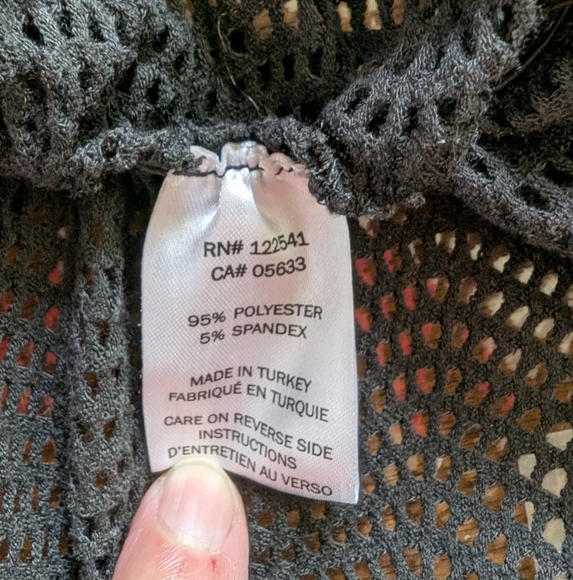 RN# 122541
CA# 05633
95% POLYESTER
5% SPANDEX
MADE IN TURKEY
FABRIQUÉ EN TURQUIE
CARE ON REVERSE SIDE
INSTRUCTIONS
D'ENTRETIEN AU VERSO